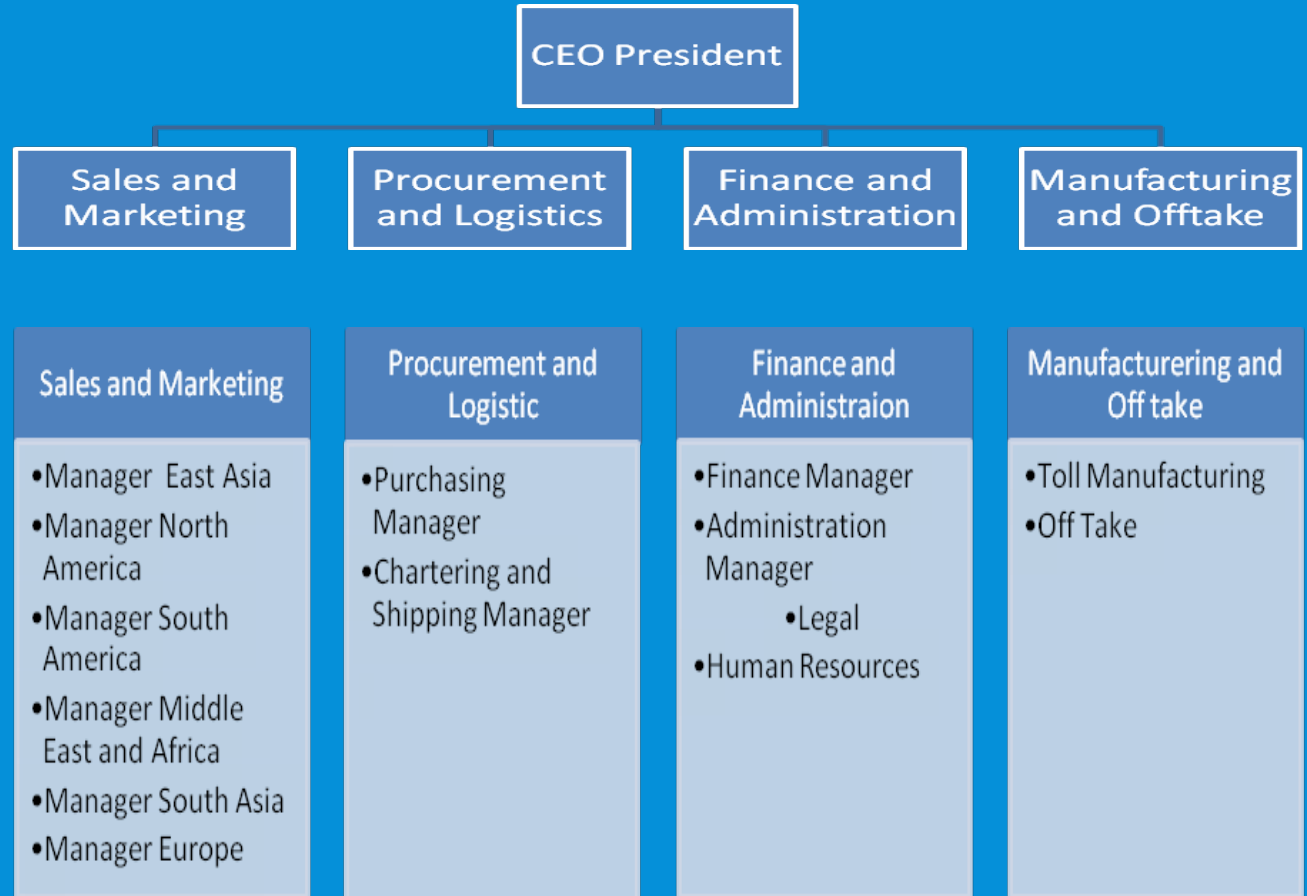 CEO President
Sales and
Marketing
Procurement
and Logistics
Finance and
Administration
Manufacturing
and Offtake
Sales and Marketing
•Manager East Asia
•Manager North
America
•Manager South
America
•Manager Middle
East and Africa
•Manager South Asia
•Manager Europe
Procurement and
Logistic
•Purchasing
Manager
•Chartering and
Shipping Manager
Finance and
Administraion
•Finance Manager
•Administration
Manager
•Legal
•Human Resources
Manufacturering and
Off take
•Toll Manufacturing
•Off Take